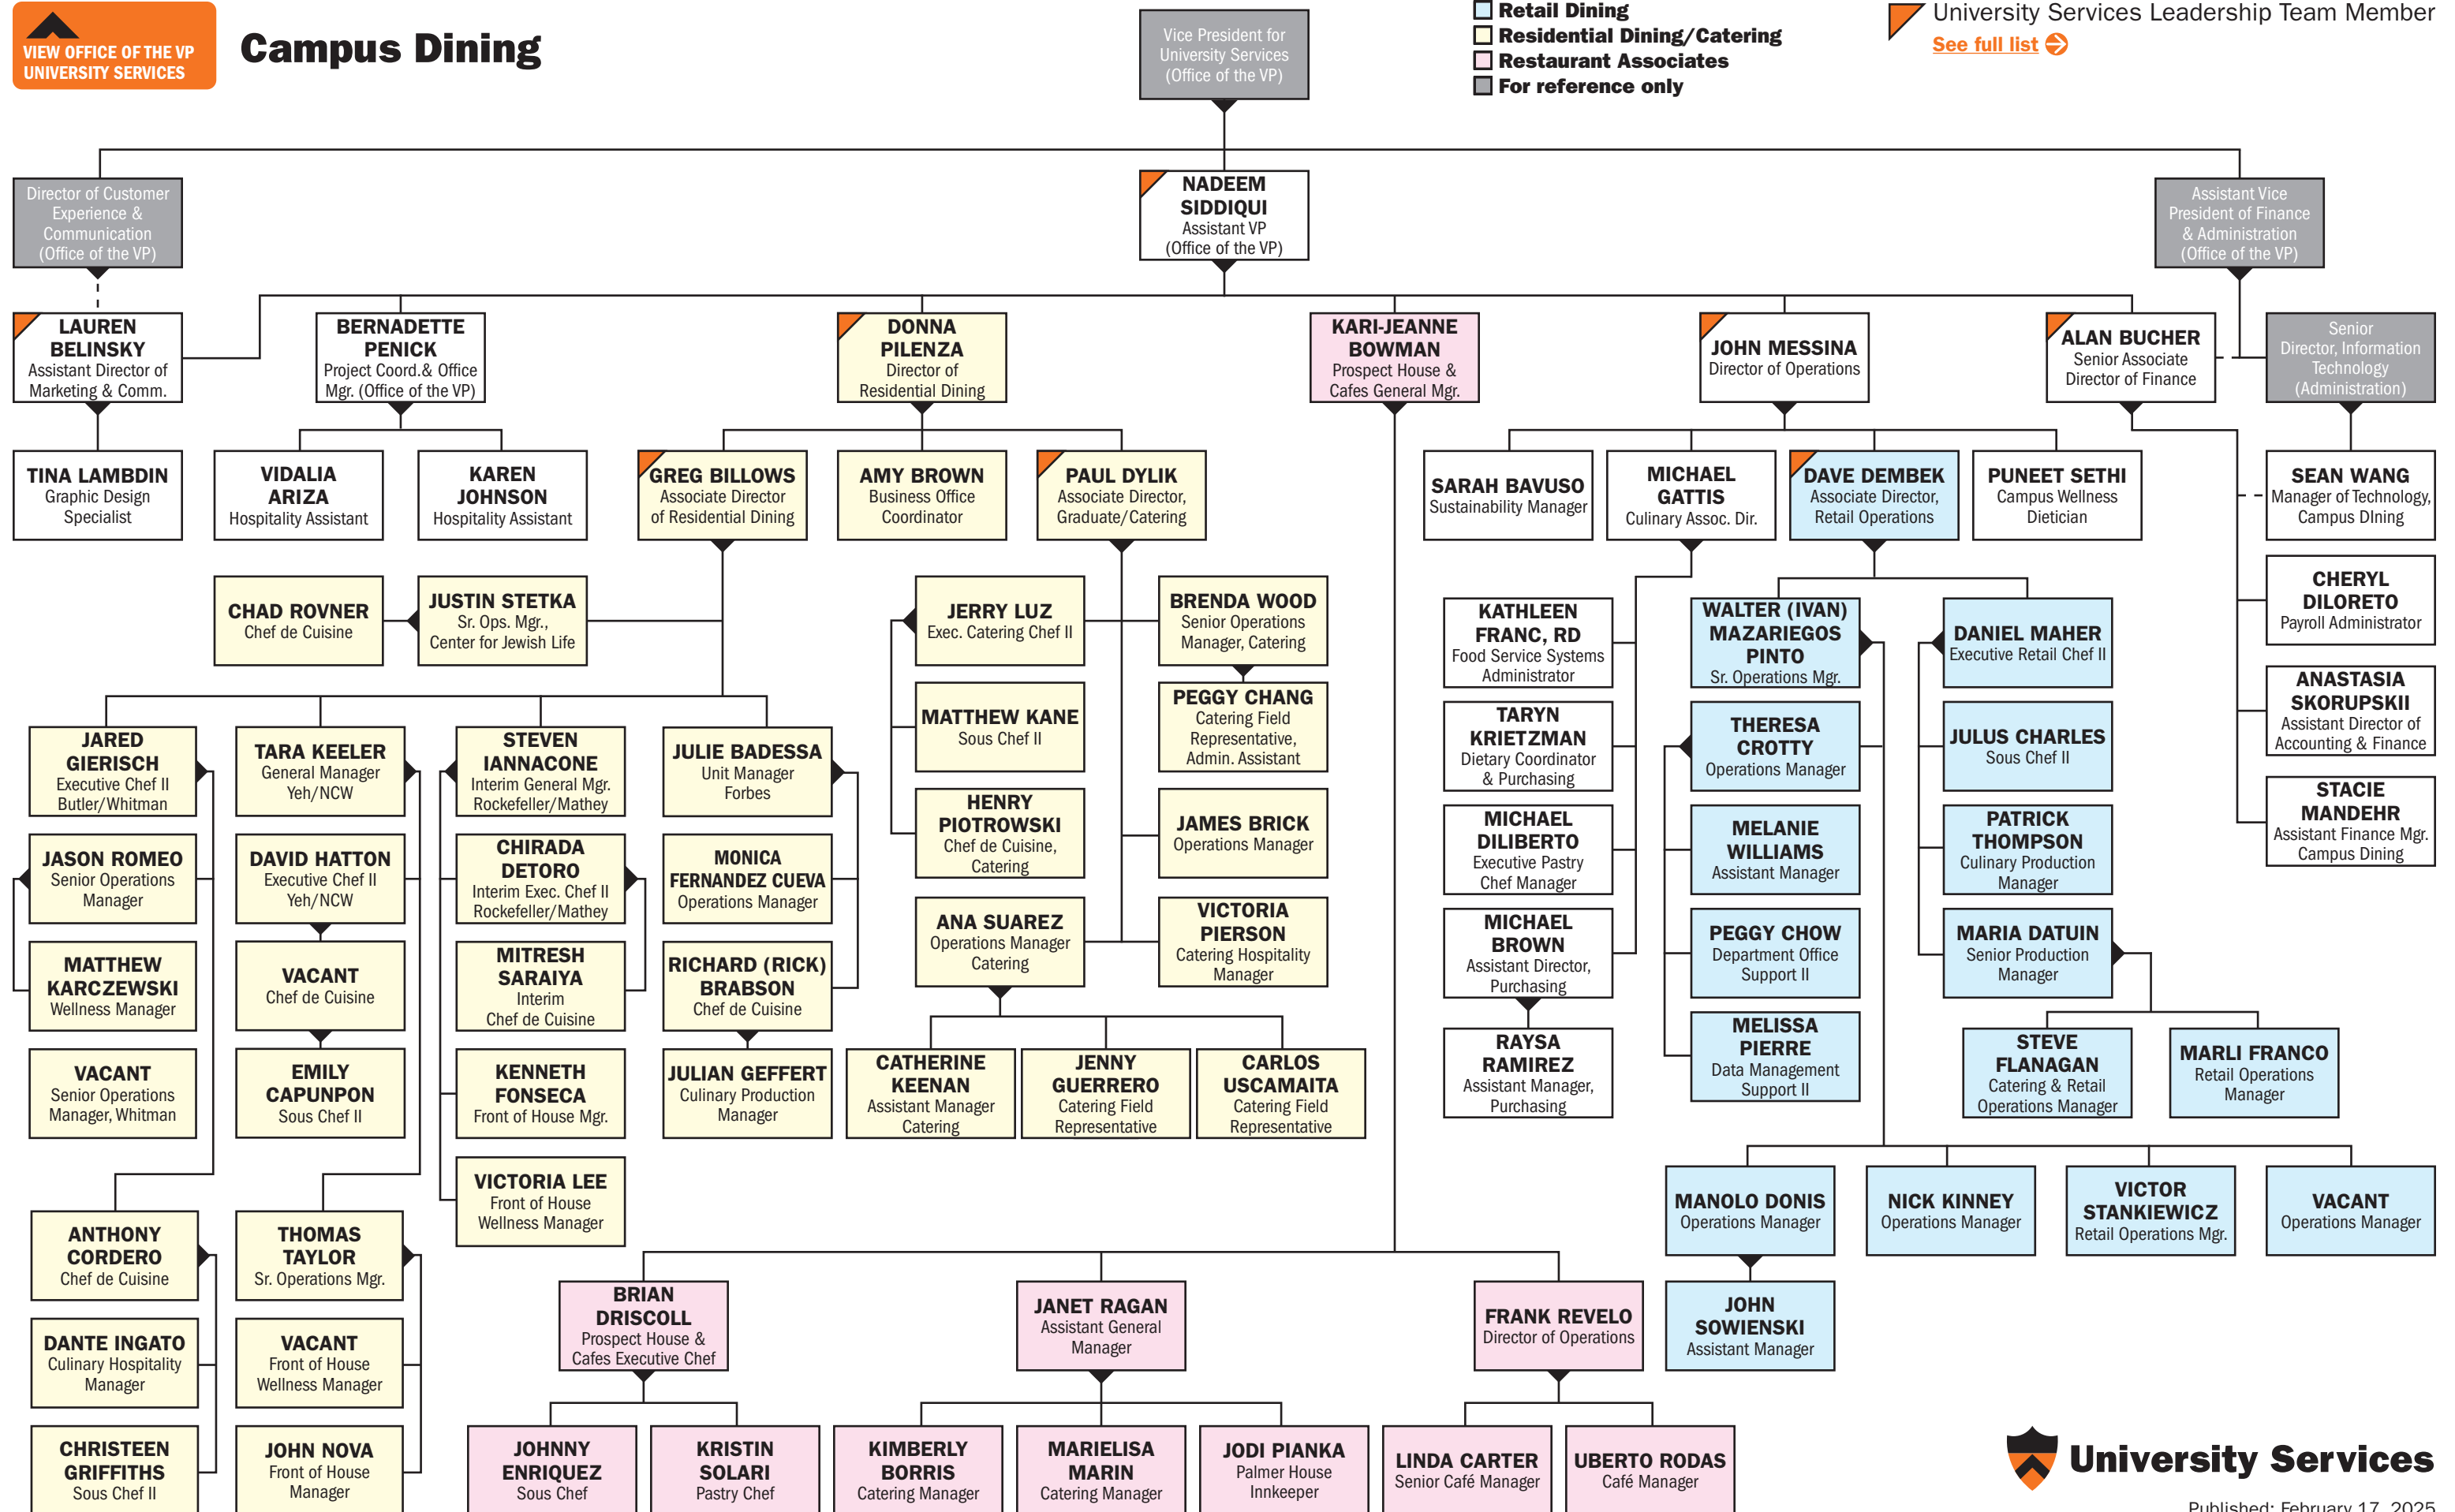 VIEW OFFICE OF THE VP
UNIVERSITY SERVICES
Campus Dining
Vice President for
University Services
(Office of the VP)
Retail Dining
Residential Dining/Catering
Restaurant Associates
For reference only
University Services Leadership Team Member
See full list
Director of Customer
Experience &
Communication
(Office of the VP)
NADEEM
SIDDIQUI
Assistant VP
(Office of the VP)
Assistant Vice
President of Finance
& Administration
(Office of the VP)
LAUREN
BELINSKY
Assistant Director of
Marketing & Comm.
BERNADETTE
PENICK
Project Coord.& Office
Mgr. (Office of the VP)
DONNA
PILENZA
Director of
Residential Dining
KARI-JEANNE
BOWMAN
Prospect House &
Cafes General Mgr.
JOHN MESSINA
Director of Operations
ALAN BUCHER
Senior Associate
Director of Finance
Senior
Director, Information
Technology
(Administration)
TINA LAMBDIN
Graphic Design
Specialist
VIDALIA
ARIZA
Hospitality Assistant
KAREN
JOHNSON
Hospitality Assistant
GREG BILLOWS
Associate Director
of Residential Dining
AMY BROWN
Business Office
Coordinator
PAUL DYLIK
Associate Director,
Graduate/Catering
SARAH BAVUSO
Sustainability Manager
MICHAEL
GATTIS
Culinary Assoc. Dir.
DAVE DEMBEK
Associate Director,
Retail Operations
PUNEET SETHI
Campus Wellness
Dietician
SEAN WANG
Manager of Technology,
Campus DIning
CHAD ROVNER
Chef de Cuisine
JUSTIN STETKA
Sr. Ops. Mgr.,
Center for Jewish Life
JERRY LUZ
Exec. Catering Chef II
BRENDA WOOD
Senior Operations
Manager, Catering
KATHLEEN
FRANC, RD
Food Service Systems
Administrator
WALTER (IVAN)
MAZARIEGOS
PINTO
Sr. Operations Mgr.
DANIEL MAHER
Executive Retail Chef II
CHERYL
DILORETO
Payroll Administrator
MATTHEW KANE
Sous Chef II
PEGGY CHANG
Catering Field
Representative,
Admin. Assistant
TARYN
KRIETZMAN
Dietary Coordinator
& Purchasing
THERESA
CROTTY
Operations Manager
JULUS CHARLES
Sous Chef II
ANASTASIA
SKORUPSKII
Assistant Director of
Accounting & Finance
JARED
GIERISCH
Executive Chef II
Butler/Whitman
TARA KEELER
General Manager
Yeh/NCW
STEVEN
IANNACONE
Interim General Mgr.
Rockefeller/Mathey
JULIE BADESSA
Unit Manager
Forbes
HENRY
PIOTROWSKI
Chef de Cuisine,
Catering
JAMES BRICK
Operations Manager
MICHAEL
DILIBERTO
Executive Pastry
Chef Manager
MELANIE
WILLIAMS
Assistant Manager
PATRICK
THOMPSON
Culinary Production
Manager
STACIE
MANDEHR
Assistant Finance Mgr.
Campus Dining
JASON ROMEO
Senior Operations
Manager
DAVID HATTON
Executive Chef II
Yeh/NCW
CHIRADA
DETORO
Interim Exec. Chef II
Rockefeller/Mathey
MONICA
FERNANDEZ CUEVA
Operations Manager
ANA SUAREZ
Operations Manager
Catering
VICTORIA
PIERSON
Catering Hospitality
Manager
MICHAEL
BROWN
Assistant Director,
Purchasing
PEGGY CHOW
Department Office
Support II
MARIA DATUIN
Senior Production
Manager
MATTHEW
KARCZEWSKI
Wellness Manager
VACANT
Chef de Cuisine
MITRESH
SARAIYA
Interim
Chef de Cuisine
RICHARD (RICK)
BRABSON
Chef de Cuisine
RAYSA
RAMIREZ
Assistant Manager,
Purchasing
MELISSA
PIERRE
Data Management
Support II
STEVE
FLANAGAN
Catering & Retail
Operations Manager
MARLI FRANCO
Retail Operations
Manager
VACANT
Senior Operations
Manager, Whitman
EMILY
CAPUNPON
Sous Chef II
KENNETH
FONSECA
Front of House Mgr.
JULIAN GEFFERT
Culinary Production
Manager
CATHERINE
KEENAN
Assistant Manager
Catering
JENNY
GUERRERO
Catering Field
Representative
CARLOS
USCAMAITA
Catering Field
Representative
VICTORIA LEE
Front of House
Wellness Manager
MANOLO DONIS
Operations Manager
NICK KINNEY
Operations Manager
VICTOR
STANKIEWICZ
Retail Operations Mgr.
VACANT
Operations Manager
ANTHONY
CORDERO
Chef de Cuisine
THOMAS
TAYLOR
Sr. Operations Mgr.
BRIAN
DRISCOLL
Prospect House &
Cafes Executive Chef
JANET RAGAN
Assistant General
Manager
FRANK REVELO
Director of Operations
JOHN
SOWIENSKI
Assistant Manager
DANTE INGATO
Culinary Hospitality
Manager
VACANT
Front of House
Wellness Manager
CHRISTEEN
GRIFFITHS
Sous Chef II
JOHN NOVA
Front of House
Manager
JOHNNY
ENRIQUEZ
Sous Chef
KRISTIN
SOLARI
Pastry Chef
KIMBERLY
BORRIS
Catering Manager
MARIELISA
MARIN
Catering Manager
JODI PIANKA
Palmer House
Innkeeper
LINDA CARTER
Senior Café Manager
UBERTO RODAS
Café Manager
University Services
Published: February 17, 2025